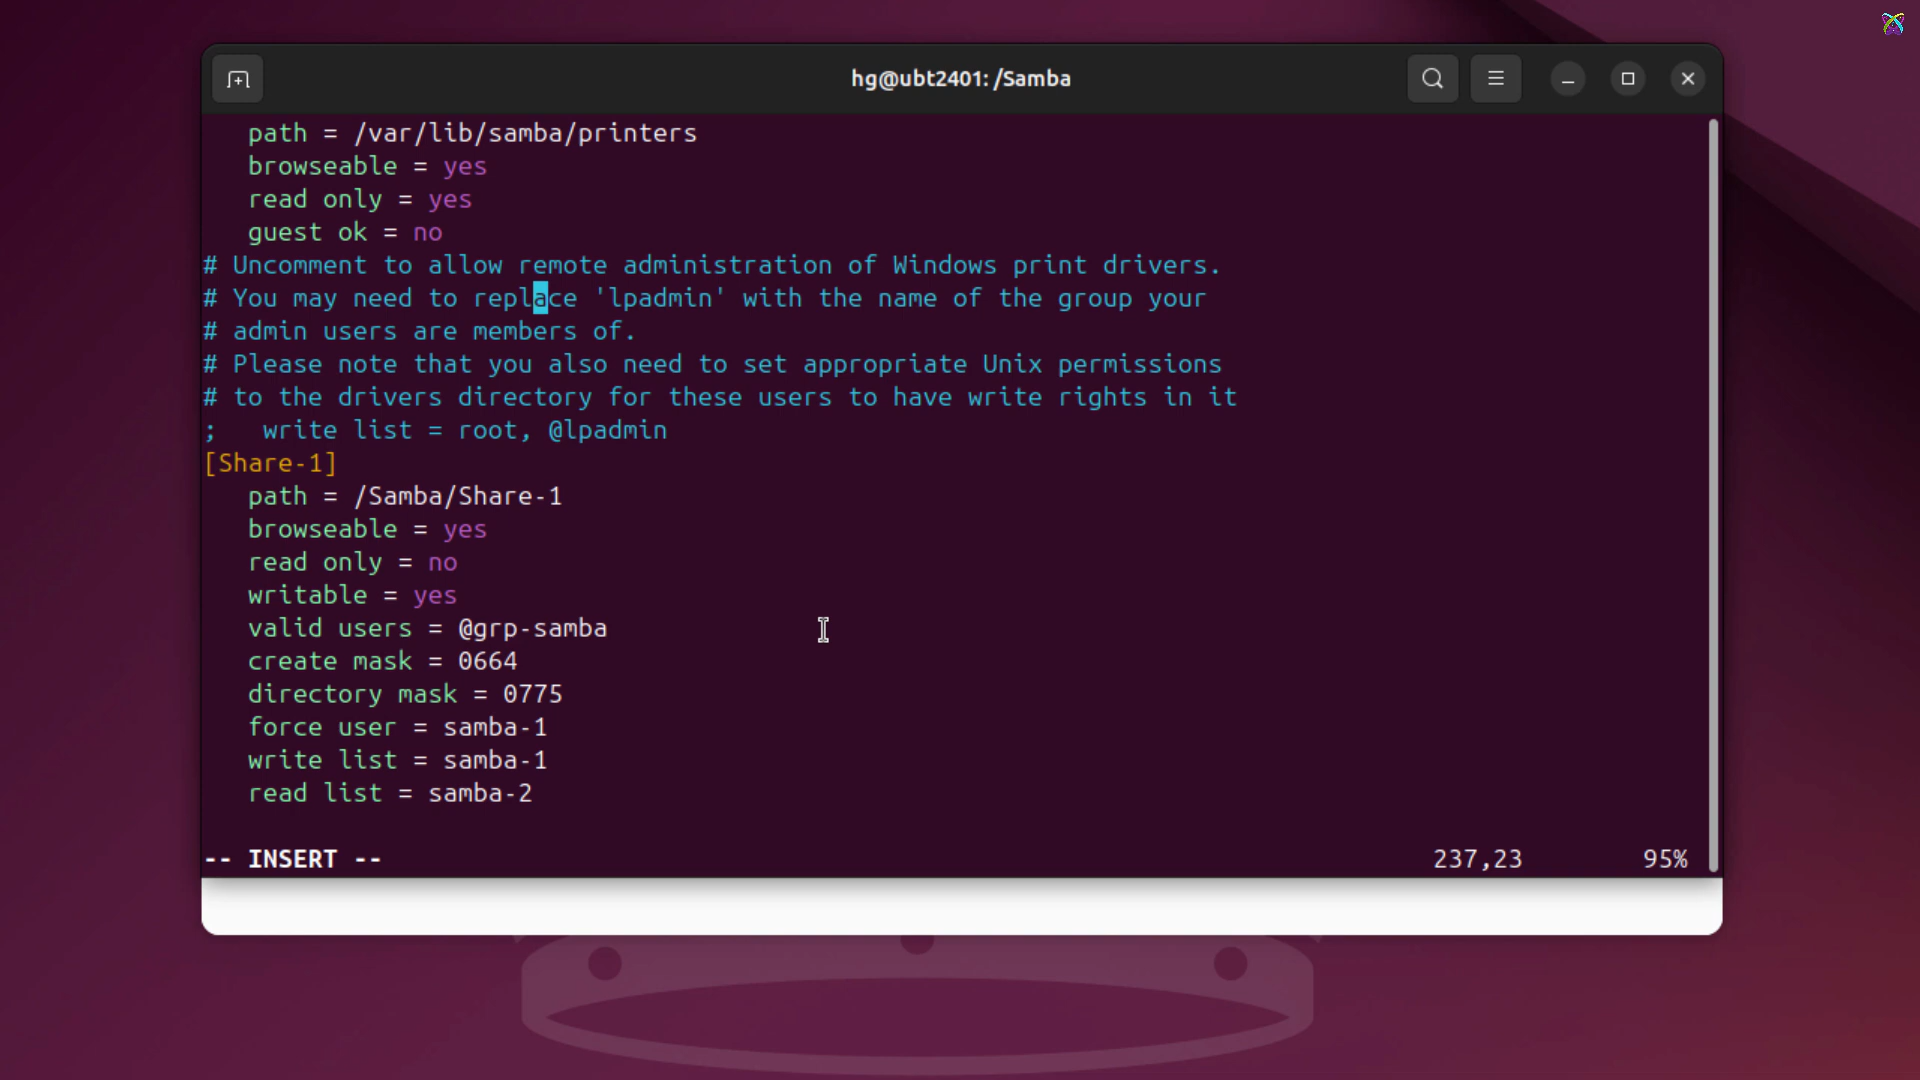 hg@ubt2401: /Samba
path = /var/lib/samba/printers
browseable = yes
read only = yes
guest ok = no
# Uncomment to allow remote administration of Windows print drivers.
# You may need to replace 'lpadmin' with the name of the group your
# admin users are members of.
# Please note that you also need to set appropriate Unix permissions
# to the drivers directory for these users to have write rights in it
;   write list = root, @lpadmin
[Share-1]
path = /Samba/Share-1
browseable = yes
read only = no
writable = yes
valid users = @grp-samba
create mask = 0664
directory mask = 0775
force user = samba-1
write list = samba-1
read list = samba-2
-- INSERT -- 237,23 95%